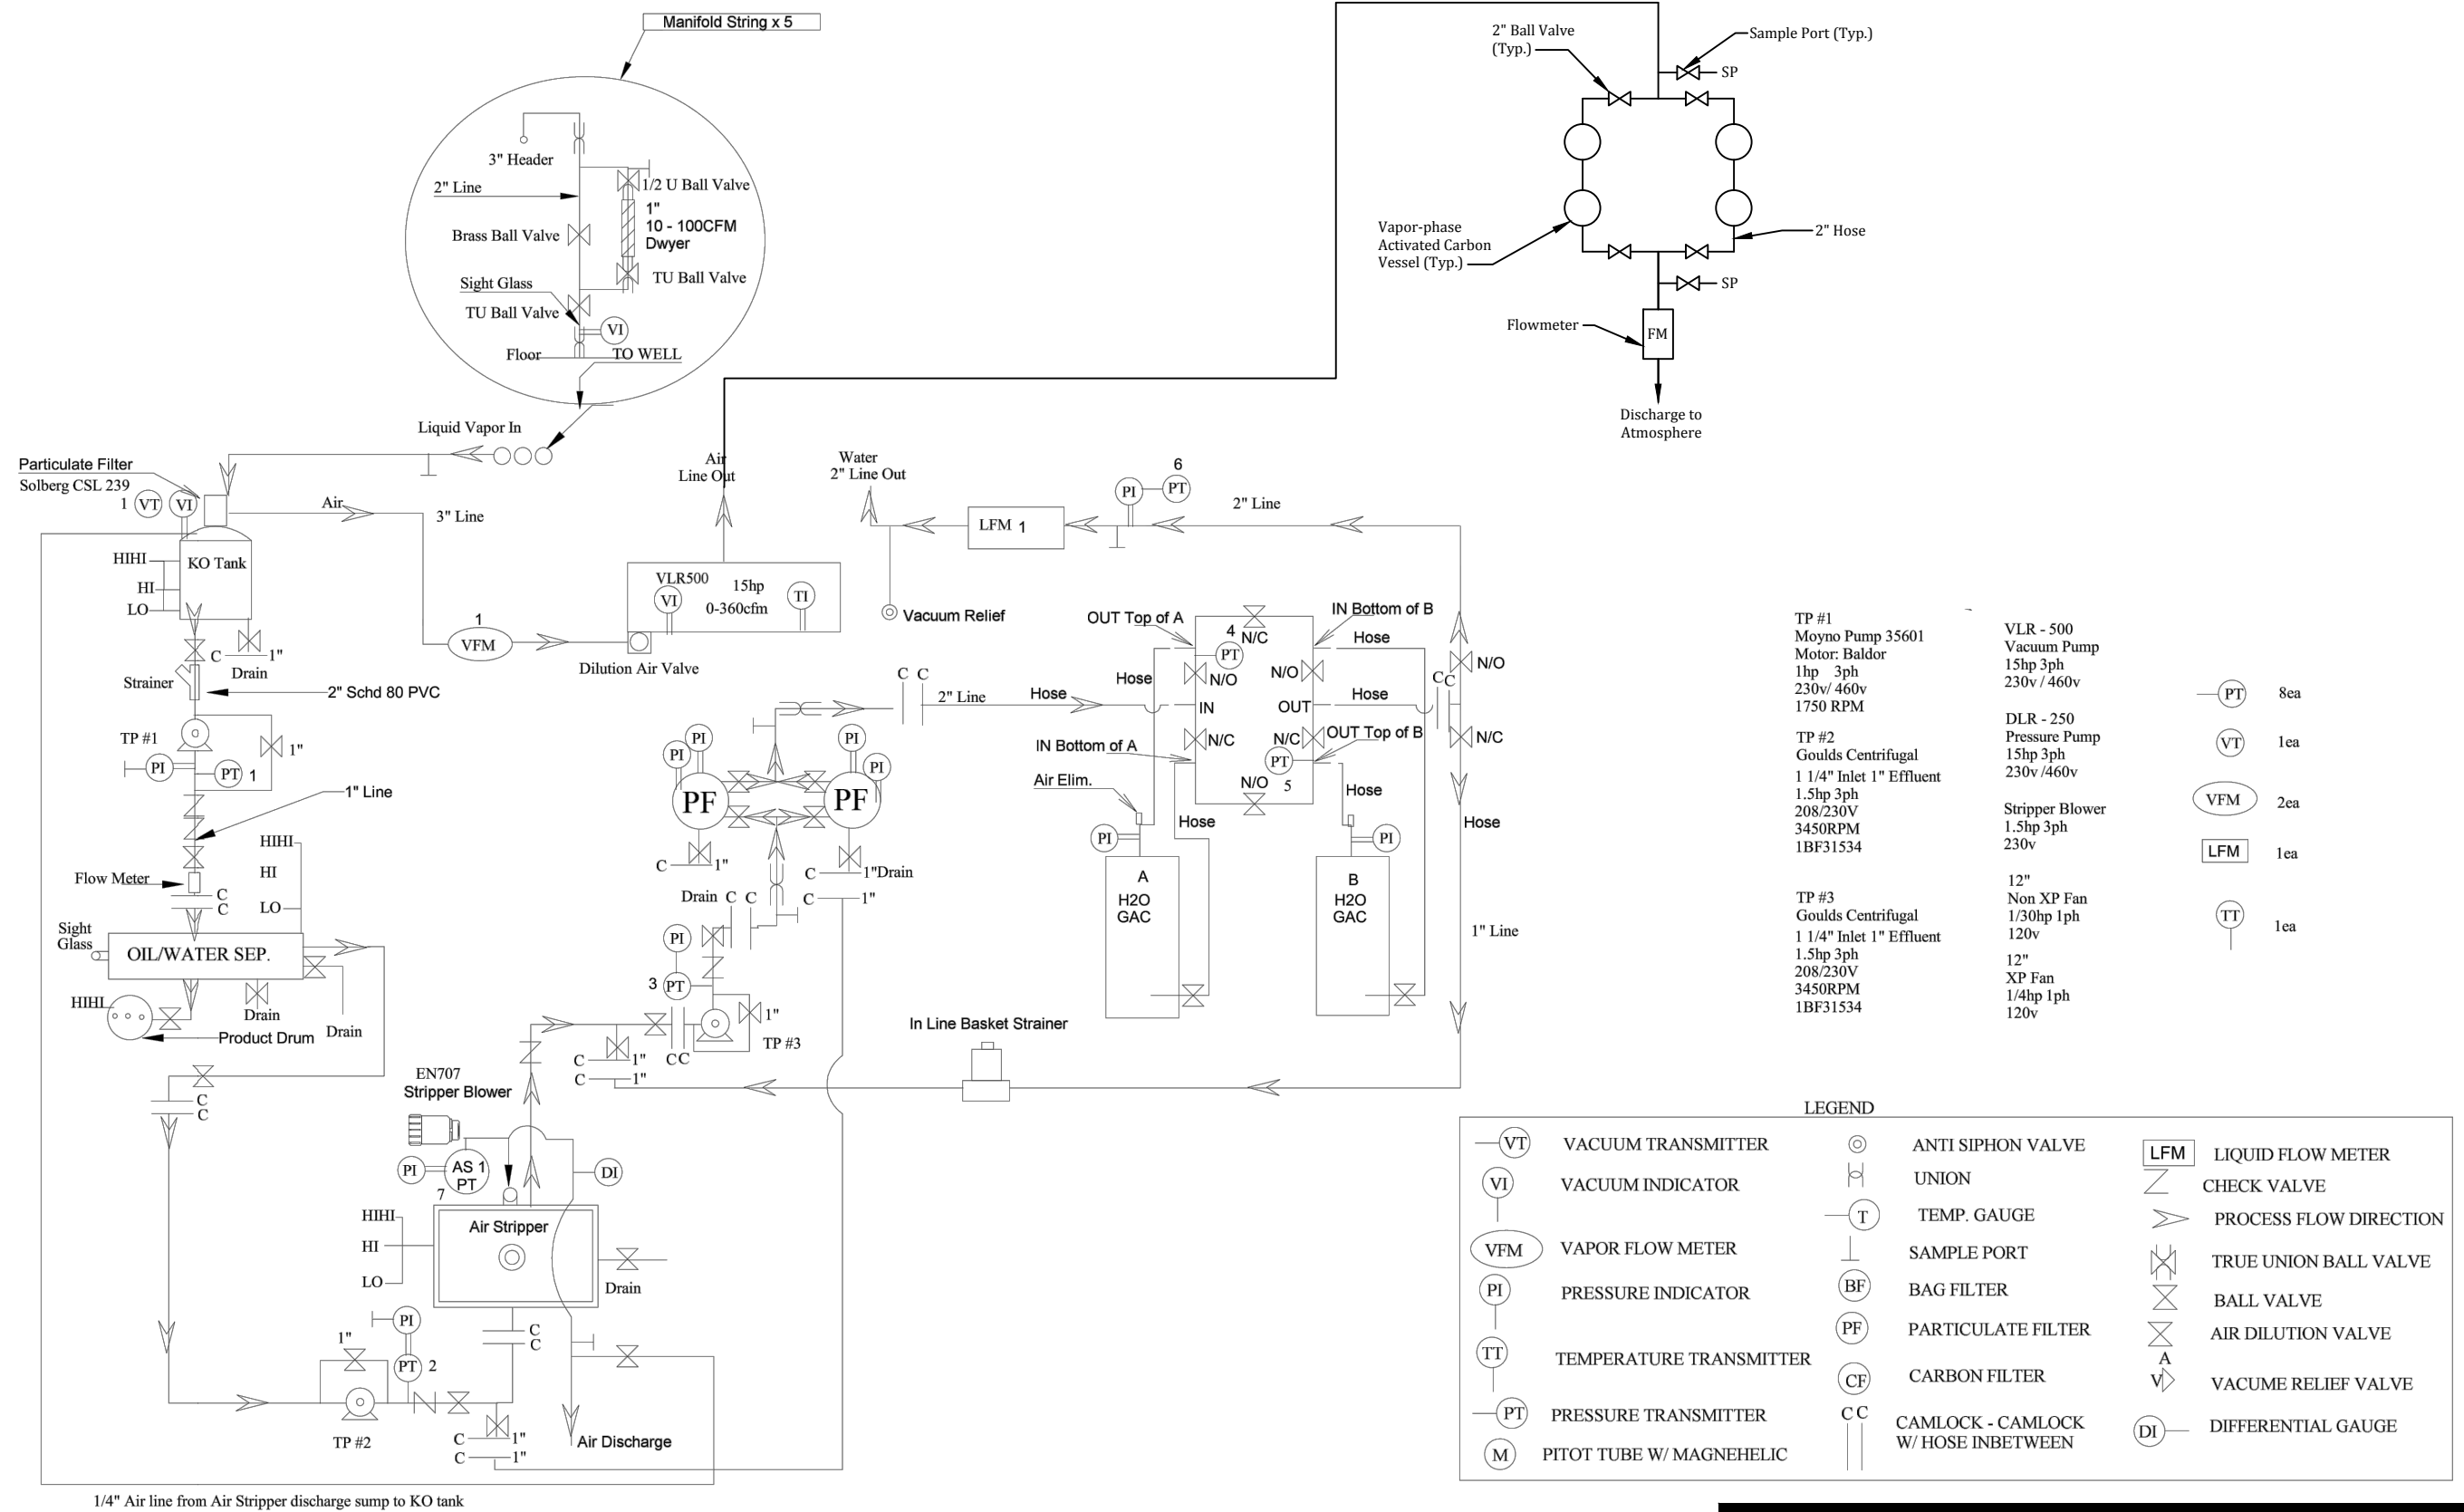 Manifold String x 5
3" Header
2" Line
1/2 U Ball Valve
1"
10 - 100CFM
Dwyer
Brass Ball Valve
TU Ball Valve
Sight Glass
TU Ball Valve
VI
Floor
TO WELL
2" Ball Valve
(Typ.)
Sample Port (Typ.)
SP
Vapor-phase
Activated Carbon
Vessel (Typ.)
2" Hose
SP
Flowmeter
FM
Discharge to
Atmosphere
Liquid Vapor In
Particulate Filter
Solberg CSL 239
1
VT
VI
Air
3" Line
KO Tank
HIHI
HI
LO
C
1"
Drain
Strainer
2" Schd 80 PVC
TP #1
1"
PI
PT
1
1" Line
Flow Meter
C
C
HIHI
HI
LO
Sight
Glass
OIL/WATER SEP.
HIHI
Drain
Drain
Product Drum
C
C
1
VFM
Air
Line Out
VLR500
15hp
0-360cfm
VI
TI
Dilution Air Valve
Water
2" Line Out
LFM 1
Vacuum Relief
6
PI
PT
2" Line
C C
2" Line
Hose
PI
PI
PI
PI
PF
PF
C
1"
C
1"Drain
C
1"
Drain C C
PI
3
PT
1"
TP #3
C C
C
1"
C
1"
OUT Top of A
IN Bottom of B
4
PT
N/C
Hose
Hose
N/O
N/O
Hose
IN
OUT
N/C
N/C
OUT Top of B
IN Bottom of A
PT
5
N/O
Air Elim.
Hose
Hose
PI
PI
A
H2O
GAC
B
H2O
GAC
CC
N/O
N/C
Hose
1" Line
In Line Basket Strainer
EN707
Stripper Blower
PI
AS 1
PT
7
DI
HIHI
HI
LO
Air Stripper
Drain
C
C
PI
1"
PT
2
TP #2
C
1"
C
1"
Air Discharge
1/4" Air line from Air Stripper discharge sump to KO tank
TP #1
Moyno Pump 35601
Motor: Baldor
1hp 3ph
230v/ 460v
1750 RPM
TP #2
Goulds Centrifugal
1 1/4" Inlet 1" Effluent
1.5hp 3ph
208/230V
3450RPM
1BF31534
TP #3
Goulds Centrifugal
1 1/4" Inlet 1" Effluent
1.5hp 3ph
208/230V
3450RPM
1BF31534
VLR - 500
Vacuum Pump
15hp 3ph
230v / 460v
DLR - 250
Pressure Pump
15hp 3ph
230v /460v
Stripper Blower
1.5hp 3ph
230v
12"
Non XP Fan
1/30hp 1ph
120v
12"
XP Fan
1/4hp 1ph
120v
PT 8ea
VT 1ea
VFM 2ea
LFM 1ea
TT 1ea
LEGEND
VT VACUUM TRANSMITTER
VI VACUUM INDICATOR
VFM VAPOR FLOW METER
PI PRESSURE INDICATOR
TT TEMPERATURE TRANSMITTER
PT PRESSURE TRANSMITTER
M PITOT TUBE W/ MAGNEHELIC
ANTI SIPHON VALVE
UNION
T TEMP. GAUGE
SAMPLE PORT
BF BAG FILTER
PF PARTICULATE FILTER
CF CARBON FILTER
C C CAMLOCK - CAMLOCK
W/ HOSE INBETWEEN
LFM LIQUID FLOW METER
CHECK VALVE
PROCESS FLOW DIRECTION
TRUE UNION BALL VALVE
BALL VALVE
AIR DILUTION VALVE
A
V VACUME RELIEF VALVE
DI DIFFERENTIAL GAUGE